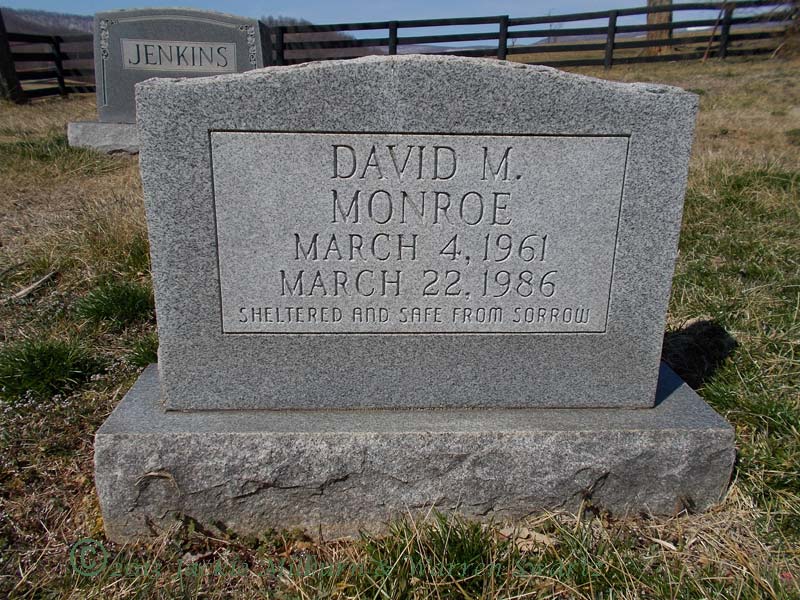 JENKINS
DAVID M.
MONROE
MARCH 4, 1961
MARCH 22, 1986
SHELTERED AND SAFE FROM SORROW
©